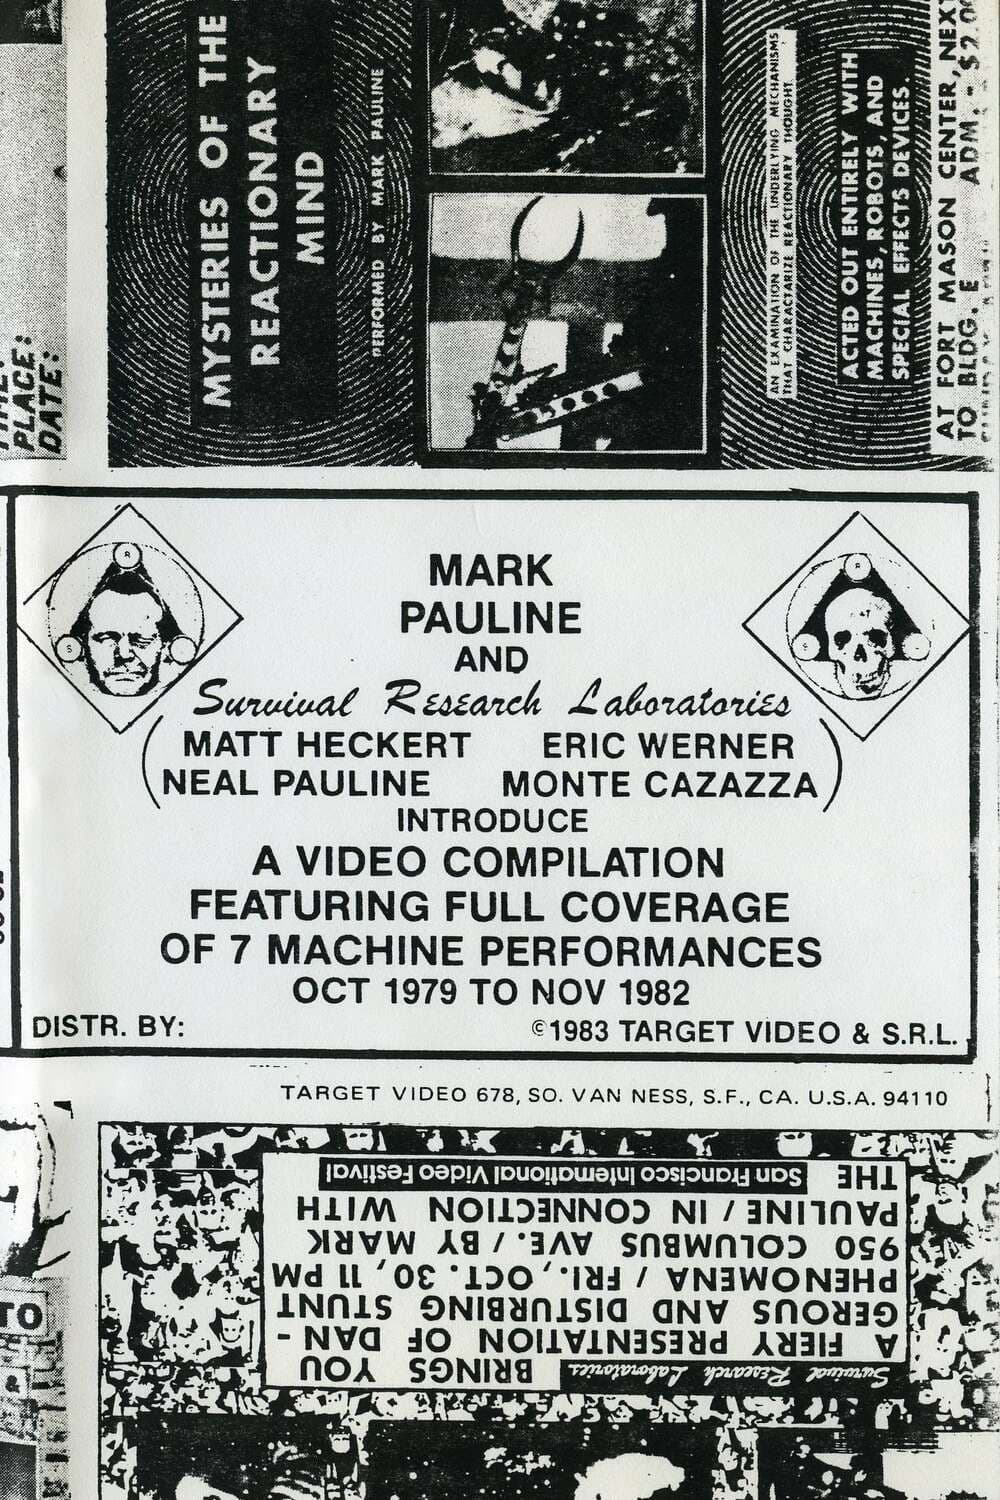 MYSTERIES OF THE
REACTIONARY
MIND
PERFORMED BY MARK PAULINE
AN EXAMINATION OF THE UNDERLYING MECHANISMS
THAT CHARACTARIZE REACTIONARY THOUGHT
ACTED OUT ENTIRELY WITH
MACHINES, ROBOTS, AND
SPECIAL EFFECTS DEVICES.
AT FORT MASON CENTER, NEXT
TO BLDG. E ADM. - $2.00
PLACE:
DATE:
R
S
R
S
MARK
PAULINE
AND
Survival Research Laboratories
(MATT HECKERT ERIC WERNER
NEAL PAULINE MONTE CAZAZZA)
INTRODUCE
A VIDEO COMPILATION
FEATURING FULL COVERAGE
OF 7 MACHINE PERFORMANCES
OCT 1979 TO NOV 1982
DISTR. BY: ©1983 TARGET VIDEO & S.R.L.
TARGET VIDEO 678, SO. VAN NESS, S.F., CA. U.S.A. 94110
Survival Research Laboratories BRINGS YOU
A FIERY PRESENTATION OF DAN-
GEROUS AND DISTURBING STUNT
PHENOMENA / FRI., OCT. 30, 11 PM
950 COLUMBUS AVE. / BY MARK
PAULINE / IN CONNECTION WITH
THE San Francisco International Video Festival
TO
&